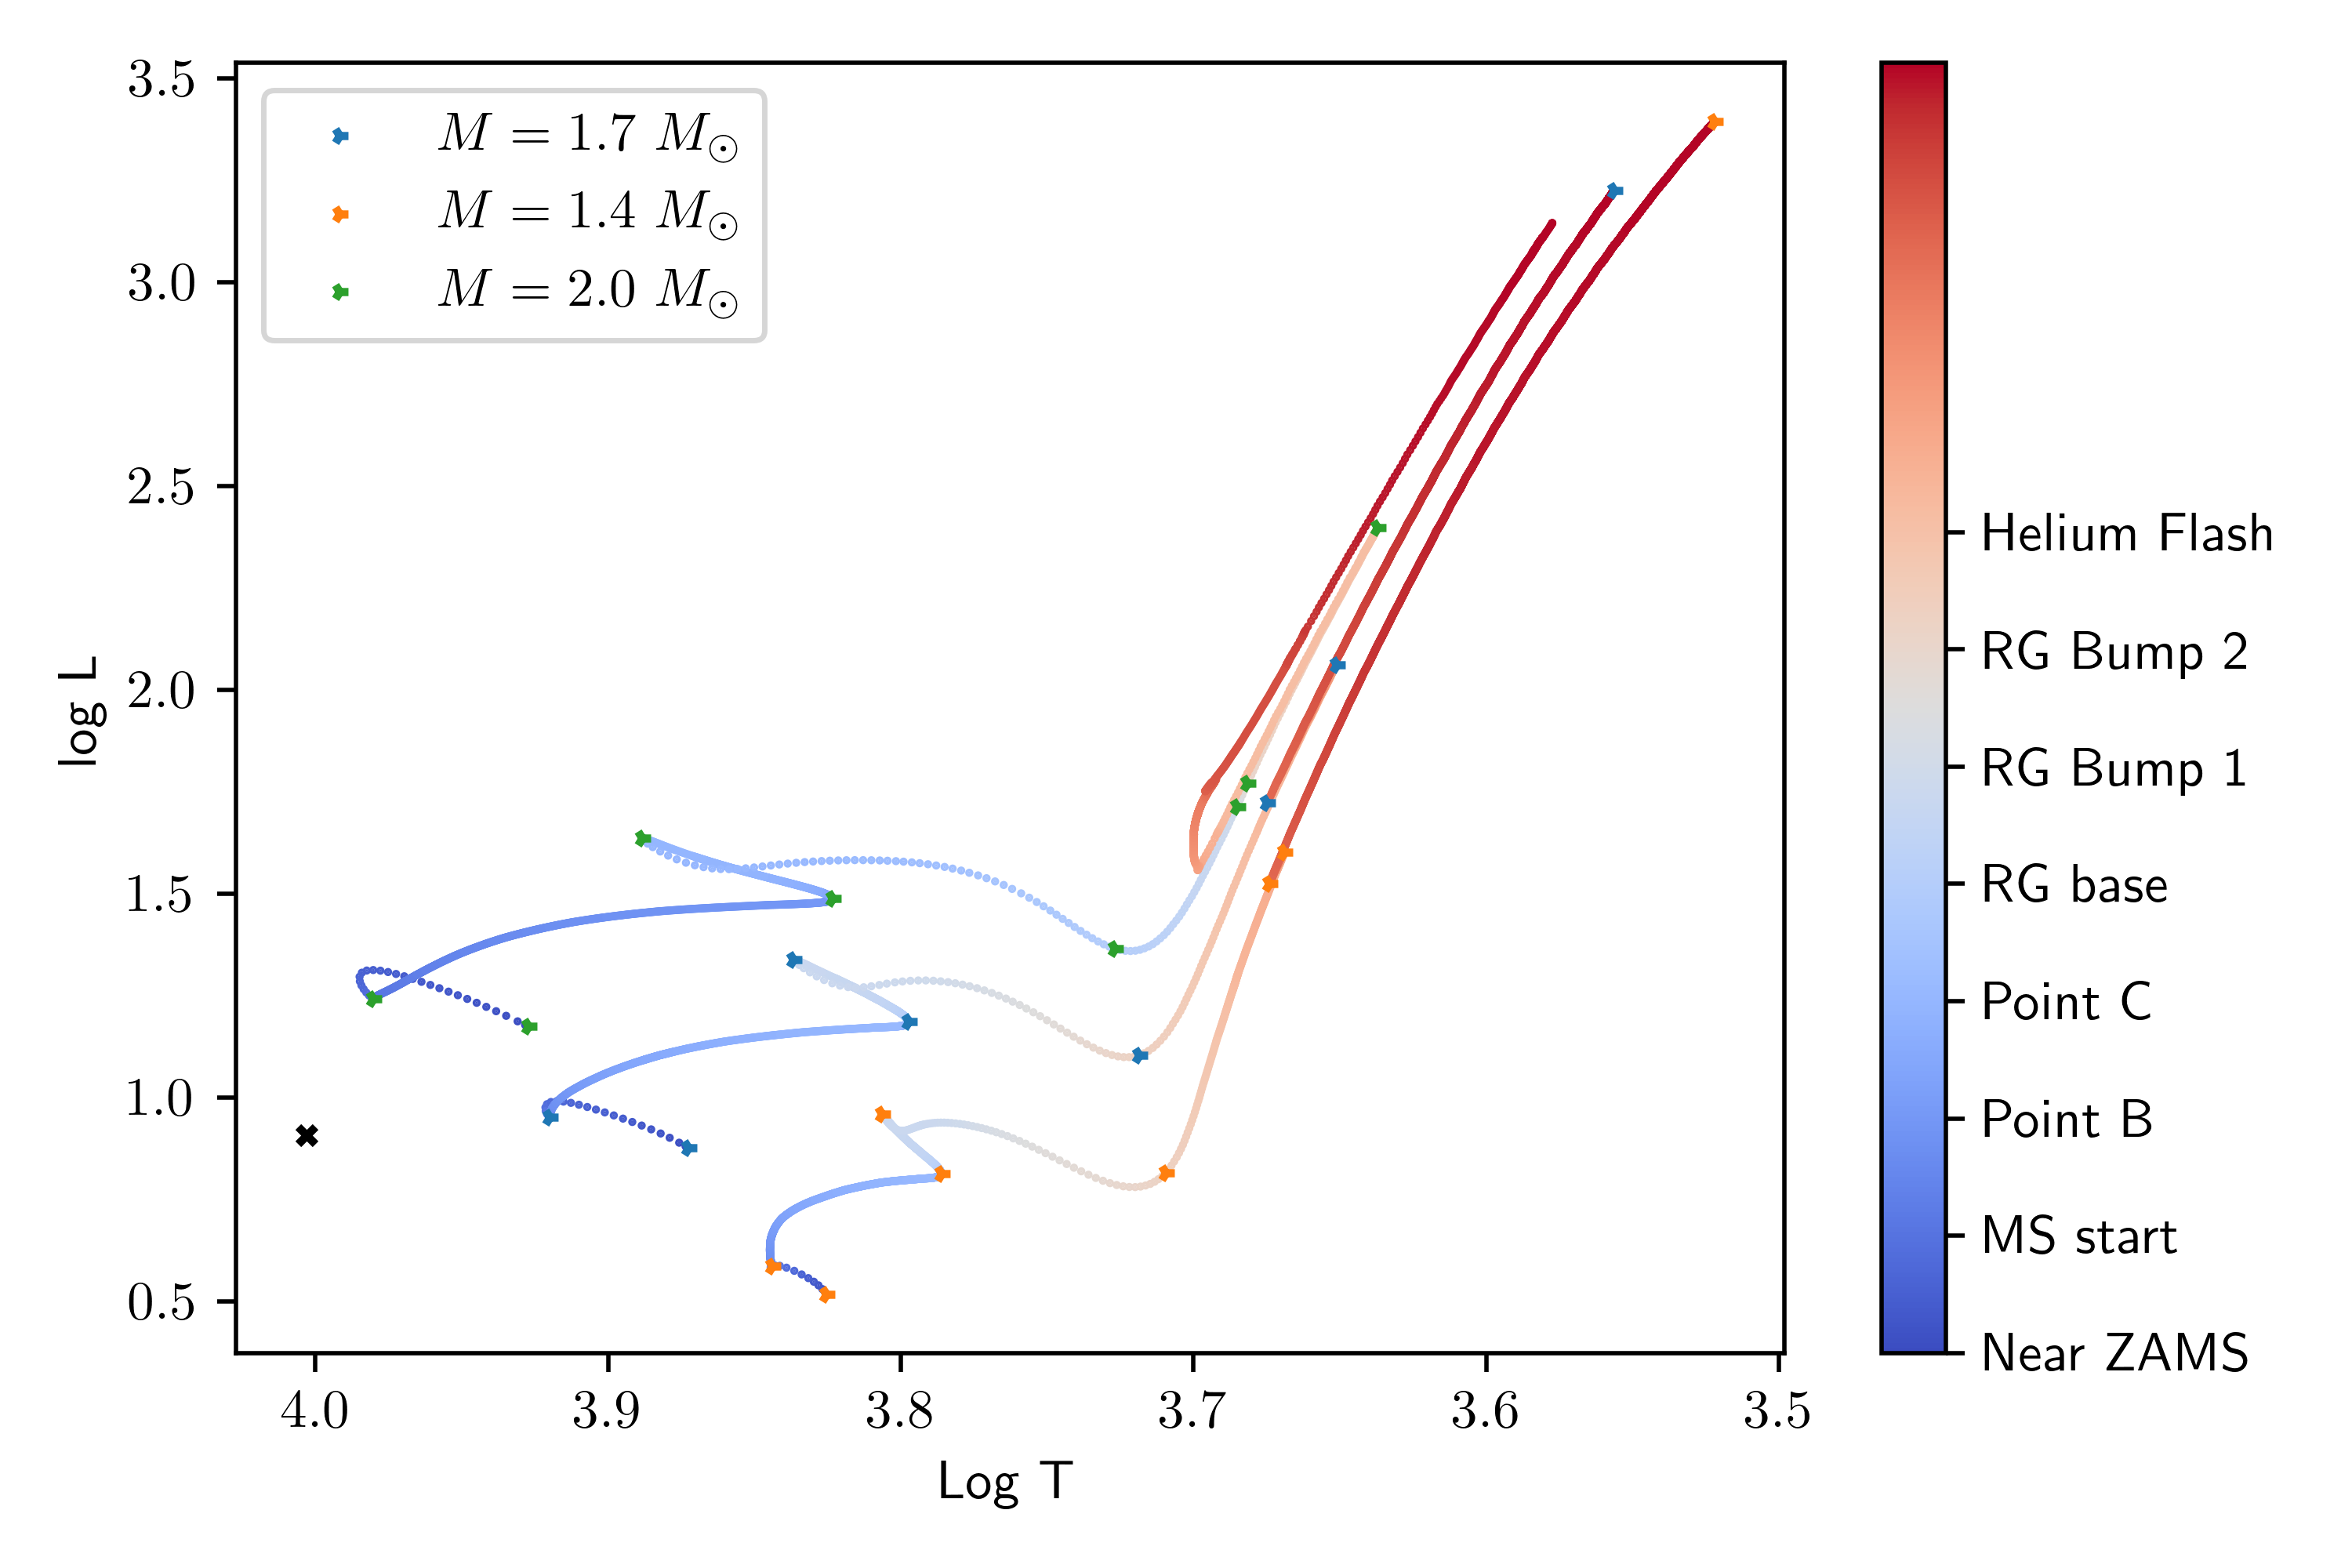 M = 1.7 M⊙
M = 1.4 M⊙
M = 2.0 M⊙
3.5
3.0
2.5
2.0
1.5
1.0
0.5
log L
4.0 3.9 3.8 3.7 3.6 3.5
Log T
Helium Flash
RG Bump 2
RG Bump 1
RG base
Point C
Point B
MS start
Near ZAMS